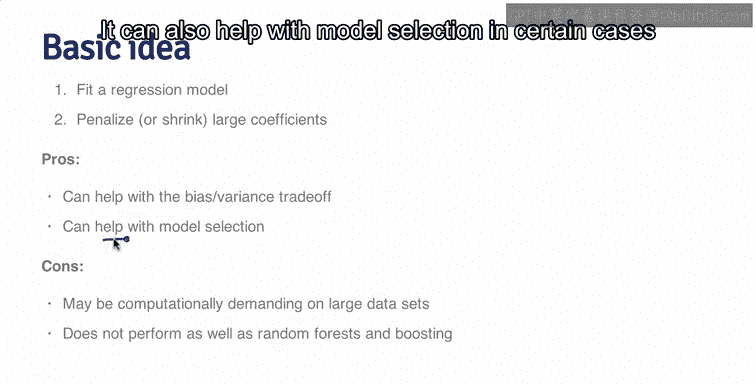 It can also help with model selection in certain cases
Basic idea
1. Fit a regression model
2. Penalize (or shrink) large coefficients
Pros:
· Can help with the bias/variance tradeoff
· Can help with model selection
Cons:
· May be computationally demanding on large data sets
· Does not perform as well as random forests and boosting